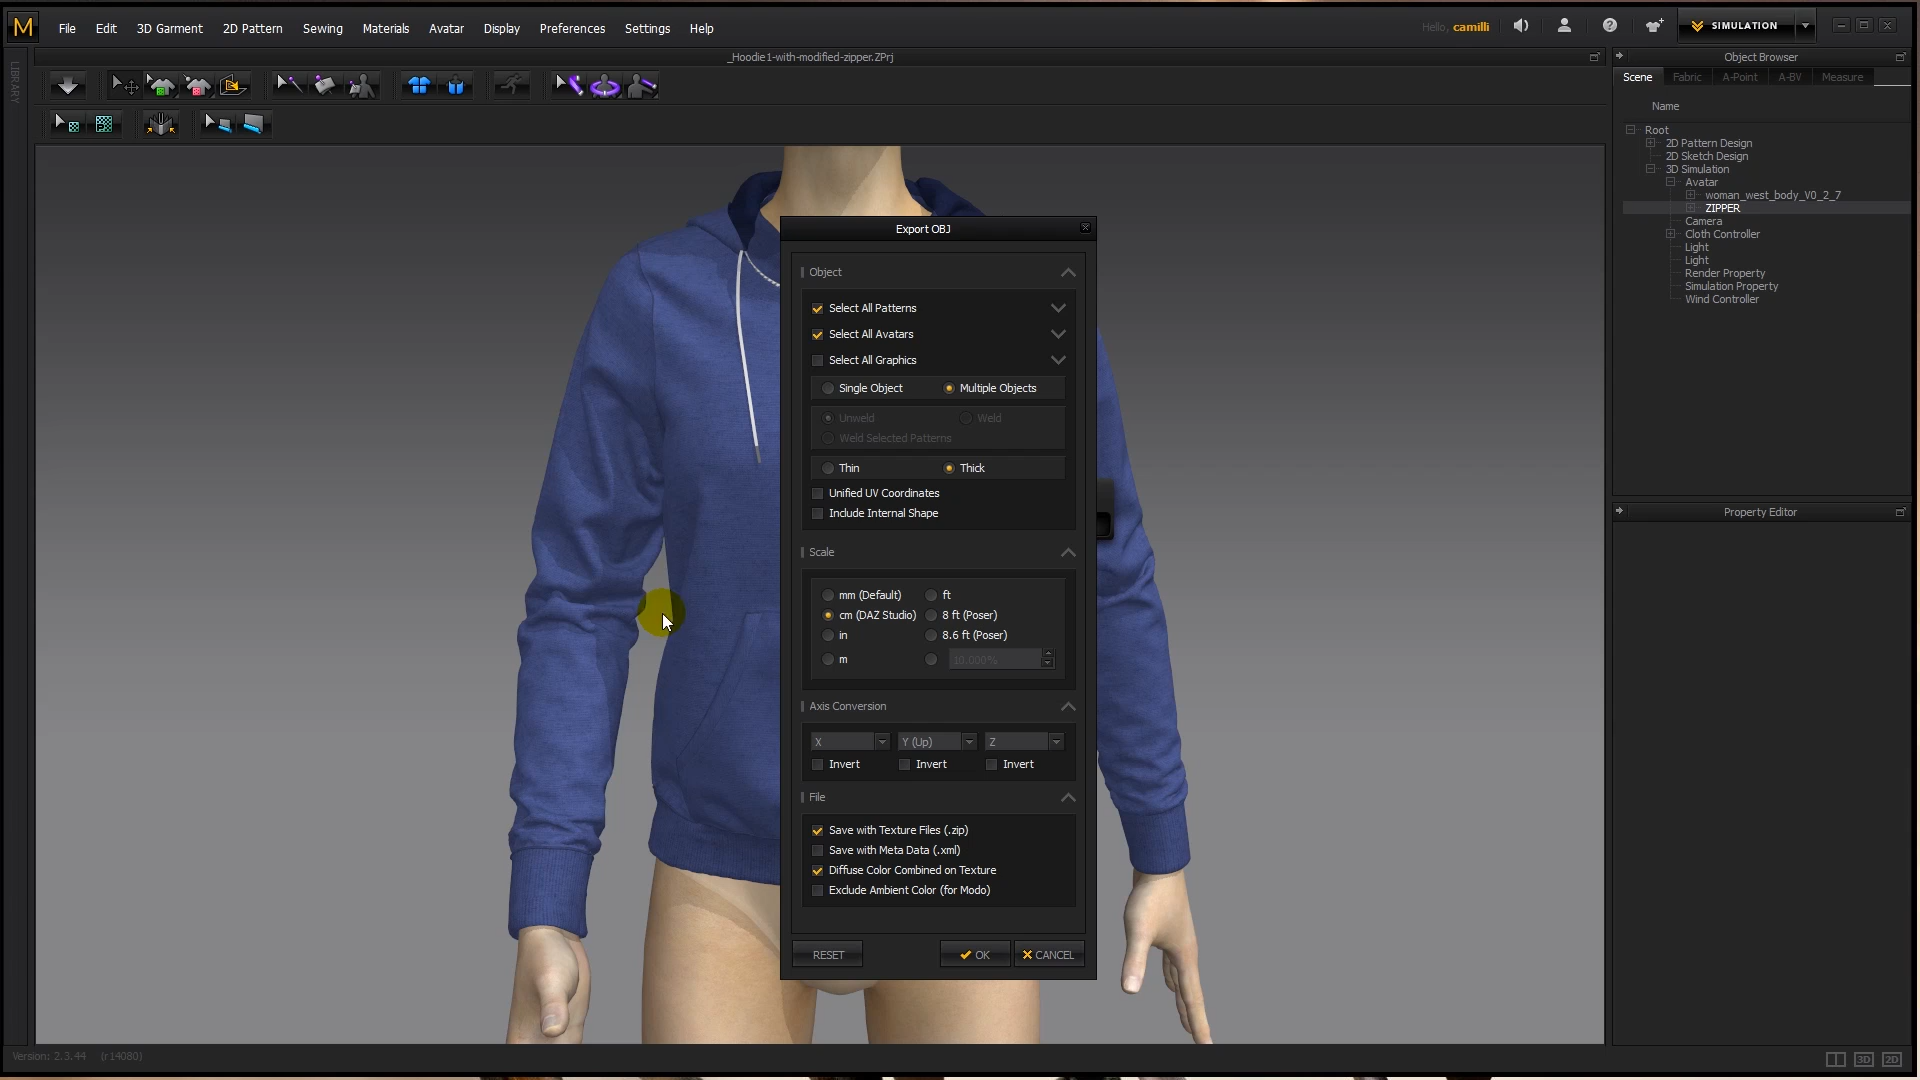 M File Edit 3D Garment 2D Pattern Sewing Materials Avatar Display Preferences Settings Help Hello, camilli SIMULATION
_Hoodie1-with-modified-zipper.ZPrj
LIBRARY
Object Browser
Scene Fabric A-Point A-BV Measure
Name
Root
2D Pattern Design
2D Sketch Design
3D Simulation
Avatar
woman_west_body_V0_2_7
ZIPPER
Camera
Cloth Controller
Light
Light
Render Property
Simulation Property
Wind Controller
Property Editor
Export OBJ
Object
Select All Patterns
Select All Avatars
Select All Graphics
Single Object Multiple Objects
Unweld Weld
Weld Selected Patterns
Thin Thick
Unified UV Coordinates
Include Internal Shape
Scale
mm (Default) ft
cm (DAZ Studio) 8 ft (Poser)
in 8.6 ft (Poser)
m 10.000%
Axis Conversion
X Y (Up) Z
Invert Invert Invert
File
Save with Texture Files (.zip)
Save with Meta Data (.xml)
Diffuse Color Combined on Texture
Exclude Ambient Color (for Modo)
RESET OK CANCEL
Version: 2.3.44 (r14080)
3D 2D